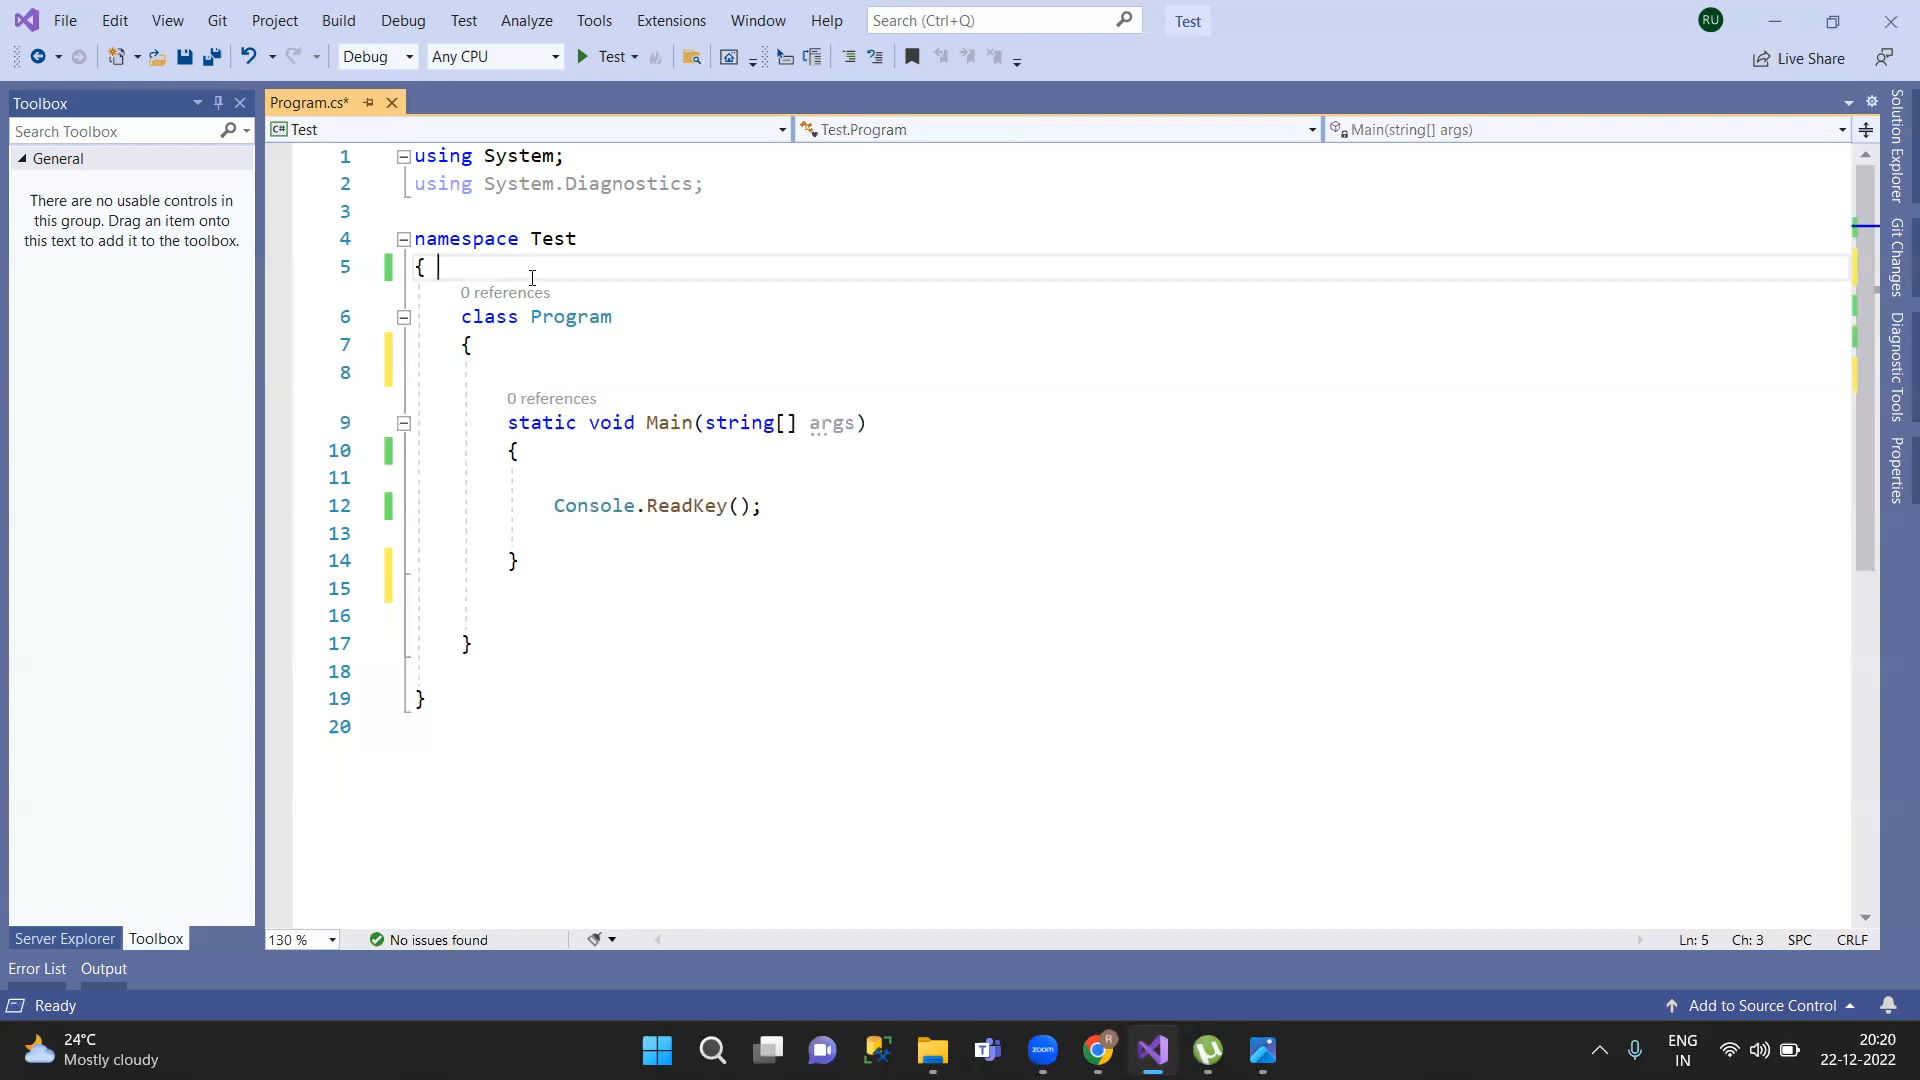 File Edit View Git Project Build Debug Test Analyze Tools Extensions Window Help Search (Ctrl+Q) Test RU
Debug Any CPU Test Live Share
Toolbox
Search Toolbox
General
There are no usable controls in
this group. Drag an item onto
this text to add it to the toolbox.
Server Explorer Toolbox
Program.cs*
C# Test Test.Program Main(string[] args)
1 using System;
2 using System.Diagnostics;
3
4 namespace Test
5 {
0 references
6 class Program
7 {
8
0 references
9 static void Main(string[] args)
10 {
11
12 Console.ReadKey();
13
14 }
15
16
17 }
18
19 }
20
130 % No issues found Ln: 5 Ch: 3 SPC CRLF
Solution Explorer
Git Changes
Diagnostic Tools
Properties
Error List Output
Ready Add to Source Control
24°C
Mostly cloudy
zoom
R
ENG
IN
20:20
22-12-2022